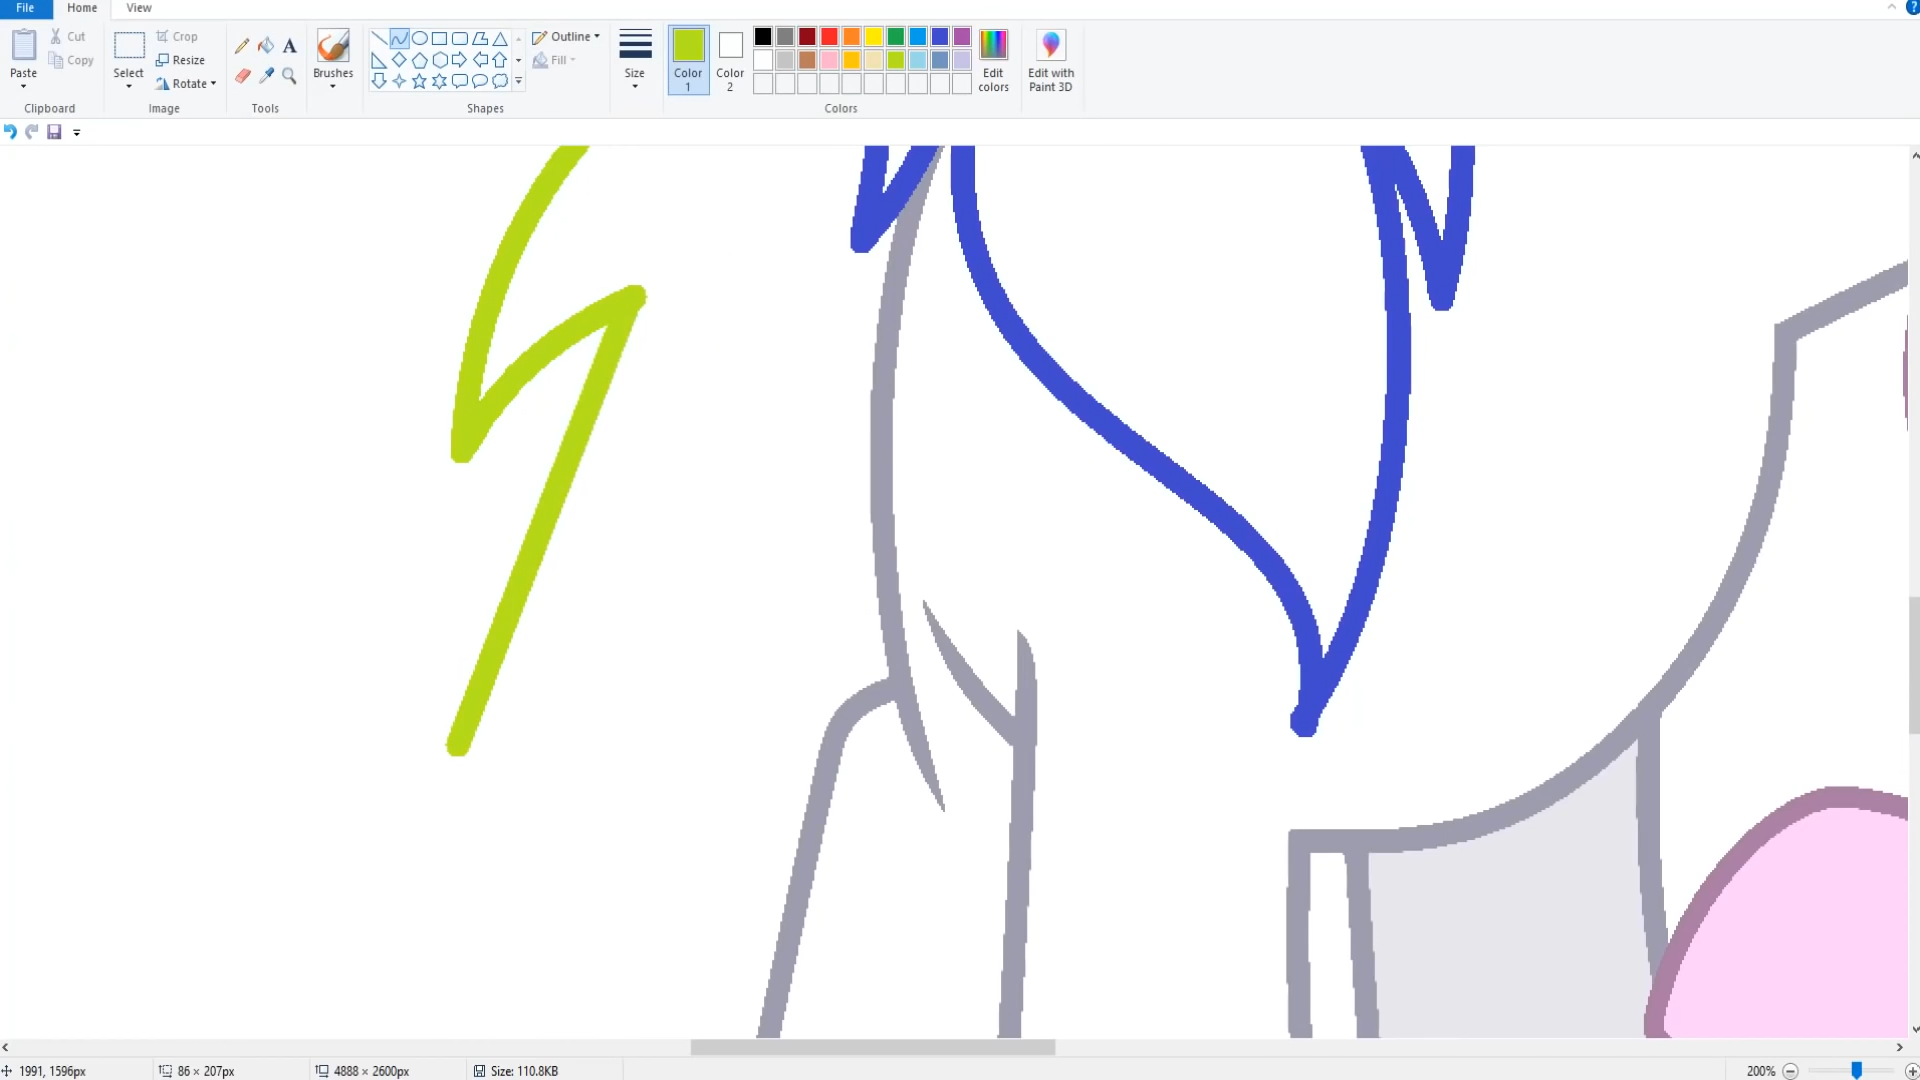 File Home View
Paste
Cut
Copy
Clipboard
Select
Crop
Resize
Rotate
Image
A
Tools
Brushes
Outline
Fill
Shapes
Size
Color 1
Color 2
Edit colors
Colors
Edit with Paint 3D
1991, 1596px 86 × 207px 4888 × 2600px Size: 110.8KB 200%